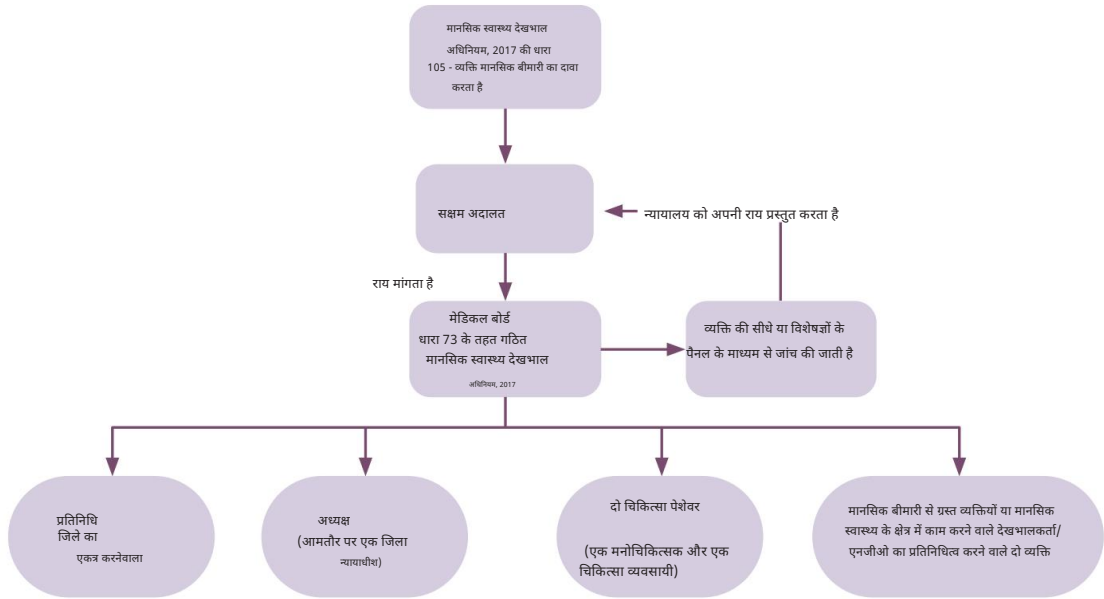 मानसिक स्वास्थ्य देखभाल
अधिनियम, 2017 की धारा
105 - व्यक्ति मानसिक बीमारी का दावा
करता है
सक्षम अदालत
न्यायालय को अपनी राय प्रस्तुत करता है
राय मांगता है
मेडिकल बोर्ड
धारा 73 के तहत गठित
मानसिक स्वास्थ्य देखभाल
अधिनियम, 2017
व्यक्ति की सीधे या विशेषज्ञों के
पैनल के माध्यम से जांच की जाती है
प्रतिनिधि
जिले का
एकत्र करनेवाला
अध्यक्ष
(आमतौर पर एक जिला
न्यायाधीश)
दो चिकित्सा पेशेवर
(एक मनोचिकित्सक और एक
चिकित्सा व्यवसायी)
मानसिक बीमारी से ग्रस्त व्यक्तियों या मानसिक
स्वास्थ्य के क्षेत्र में काम करने वाले देखभालकर्ता/
एनजीओ का प्रतिनिधित्व करने वाले दो व्यक्ति